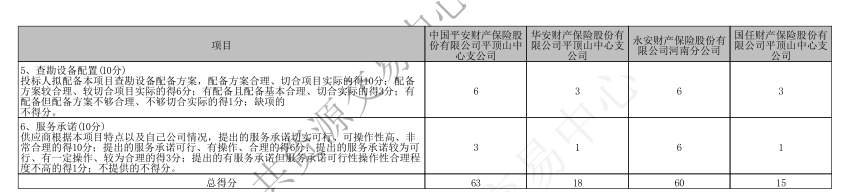 项目
中国平安财产保险股
份有限公司平顶山中
心支公司
华安财产保险股份有
限公司平顶山中心支
公司
永安财产保险股份有
限公司河南分公司
国任财产保险股份有
限公司平顶山中心支
公司
5、查勘设备配置(10分)
投标人拟配备本项目查勘设备配备方案，配备方案合理、切合项目实际的得10分；配备
方案较合理、较切合项目实际的得6分；有配备且配备基本合理、切合实际的得3分；有
配备但配备方案不够合理、不够切合实际的得1分；缺项的
不得分。
6
3
6
3
6、服务承诺(10分)
供应商根据本项目特点以及自己公司情况，提出的服务承诺切实可行、可操作性高、非
常合理的得10分；提出的服务承诺可行、有操作、合理的得6分；提出的服务承诺较为可
行、有一定操作、较为合理的得3分；提出的有服务承诺但服务承诺可行性操作性合理程
度不高的得1分；不提供的不得分。
3
1
6
1
总得分
63
18
60
15
共资源交易中心
易中心